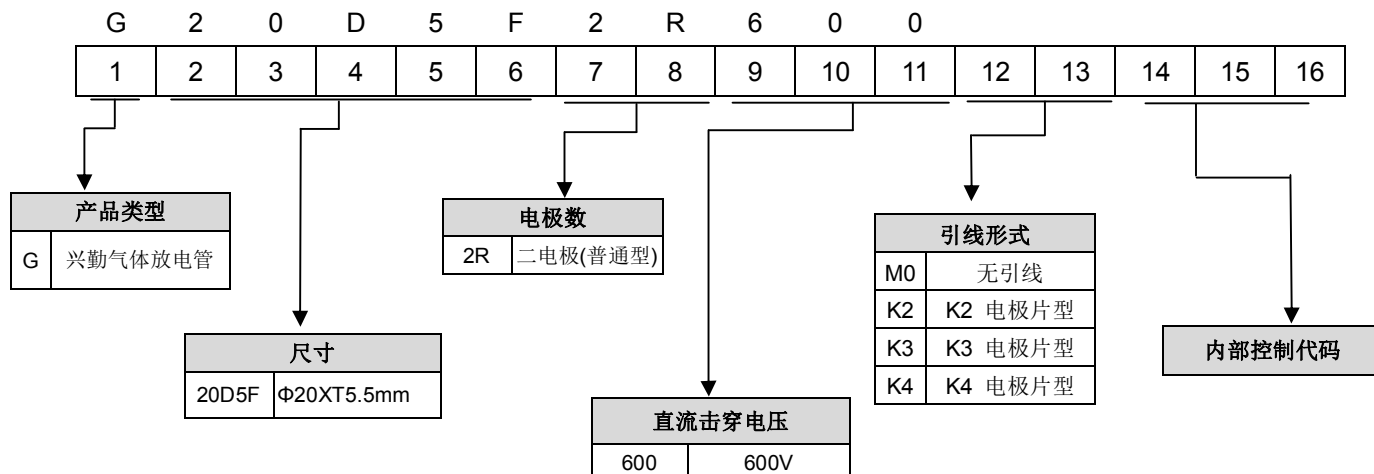 G 2 0 D 5 F 2 R 6 0 0
1 2 3 4 5 6 7 8 9 10 11 12 13 14 15 16
产品类型
G 兴勤气体放电管
电极数
2R 二电极(普通型)
引线形式
M0 无引线
K2 K2 电极片型
K3 K3 电极片型
K4 K4 电极片型
内部控制代码
尺寸
20D5F Φ20XT5.5mm
直流击穿电压
600 600V